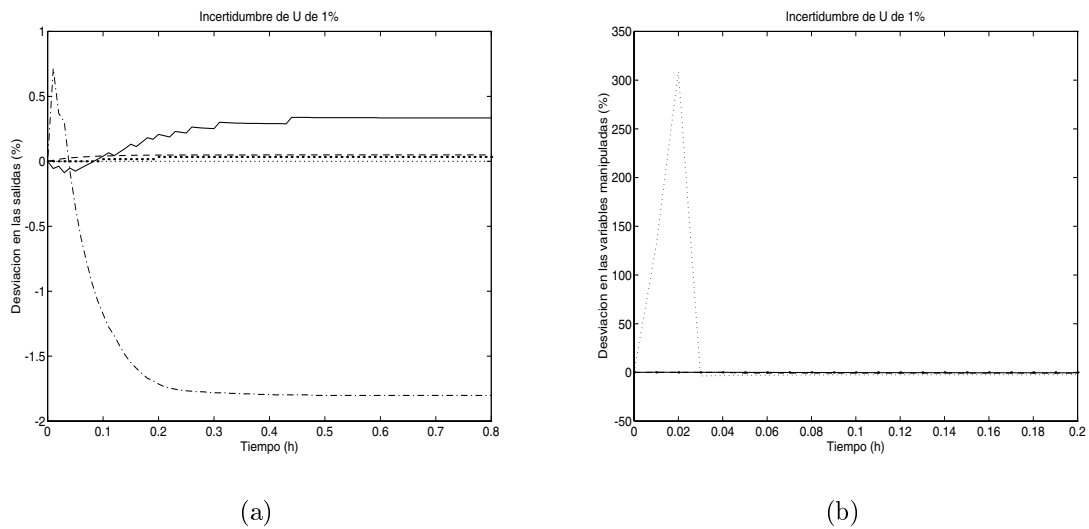 Incertidumbre de U de 1%
1
0.5
0
-0.5
-1
-1.5
-2
Desviacion en las salidas (%)
0 0.1 0.2 0.3 0.4 0.5 0.6 0.7 0.8
Tiempo (h)
(a)
Incertidumbre de U de 1%
350
300
250
200
150
100
50
0
-50
Desviacion en las variables manipuladas (%)
0 0.02 0.04 0.06 0.08 0.1 0.12 0.14 0.16 0.18 0.2
Tiempo (h)
(b)